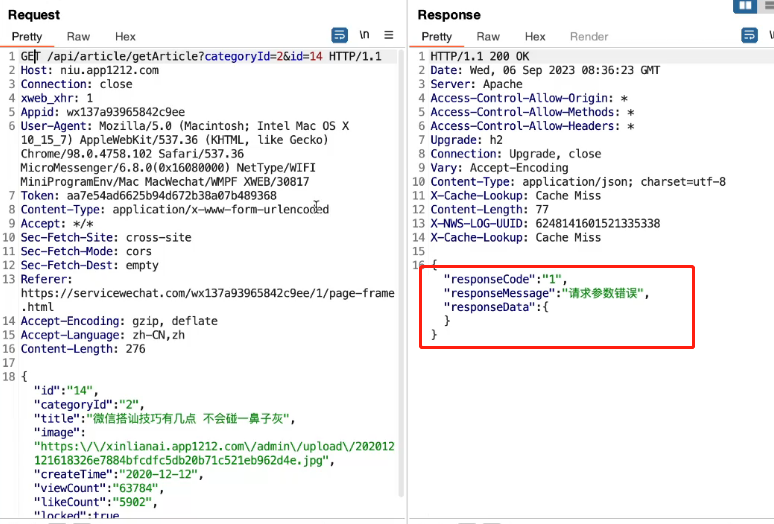 Request
Pretty Raw Hex \n
1 GET /api/article/getArticle?categoryId=2&id=14 HTTP/1.1
2 Host: niu.app1212.com
3 Connection: close
4 xweb_xhr: 1
5 Appid: wx137a93965842c9ee
6 User-Agent: Mozilla/5.0 (Macintosh; Intel Mac OS X
10_15_7) AppleWebKit/537.36 (KHTML, like Gecko)
Chrome/98.0.4758.102 Safari/537.36
MicroMessenger/6.8.0(0x16080000) NetType/WIFI
MiniProgramEnv/Mac MacWechat/WMPF XWEB/30817
7 Token: aa7e54ad6625b94d672b38a07b489368
8 Content-Type: application/x-www-form-urlencoded
9 Accept: */*
10 Sec-Fetch-Site: cross-site
11 Sec-Fetch-Mode: cors
12 Sec-Fetch-Dest: empty
13 Referer:
https://servicewechat.com/wx137a93965842c9ee/1/page-frame
.html
14 Accept-Encoding: gzip, deflate
15 Accept-Language: zh-CN,zh
16 Content-Length: 276
17
18 {
"id":"14",
"categoryId":"2",
"title":"微信搭讪技巧有几点 不会碰一鼻子灰",
"image":
"https:\/\/xinlianai.app1212.com\/admin\/upload\/202012
121618326e7884bfcdfc5db20b71c521eb962d4e.jpg",
"createTime":"2020-12-12",
"viewCount":"63784",
"likeCount":"5902",
"locked":true
Response
Pretty Raw Hex Render
1 HTTP/1.1 200 OK
2 Date: Wed, 06 Sep 2023 08:36:23 GMT
3 Server: Apache
4 Access-Control-Allow-Origin: *
5 Access-Control-Allow-Methods: *
6 Access-Control-Allow-Headers: *
7 Upgrade: h2
8 Connection: Upgrade, close
9 Vary: Accept-Encoding
10 Content-Type: application/json; charset=utf-8
11 X-Cache-Lookup: Cache Miss
12 Content-Length: 77
13 X-NWS-LOG-UUID: 6248141601521335338
14 X-Cache-Lookup: Cache Miss
15
16 {
"responseCode":"1",
"responseMessage":"请求参数错误",
"responseData":{
}
}